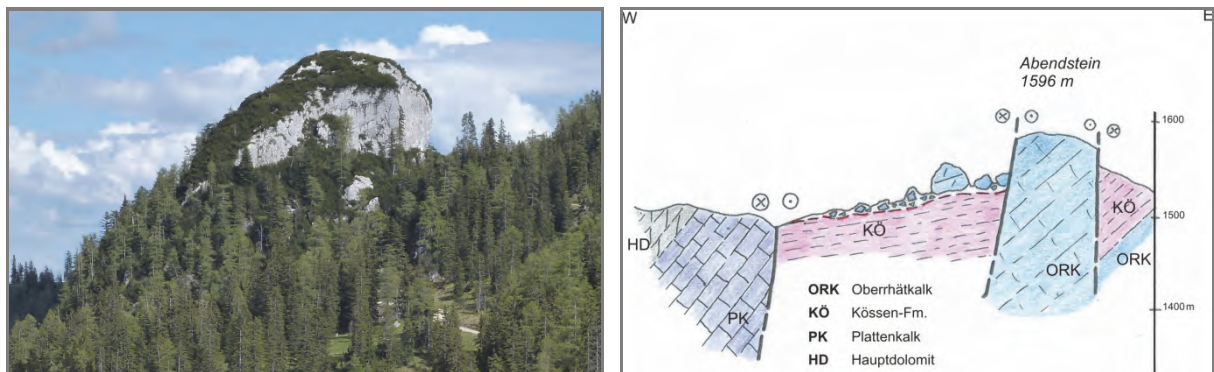 W
E
Abendstein
1596 m
1600
KÖ
1500
HD
KÖ
ORK
ORK
PK
1400 m
ORK Oberrhätkalk
KÖ Kössen-Fm.
PK Plattenkalk
HD Hauptdolomit